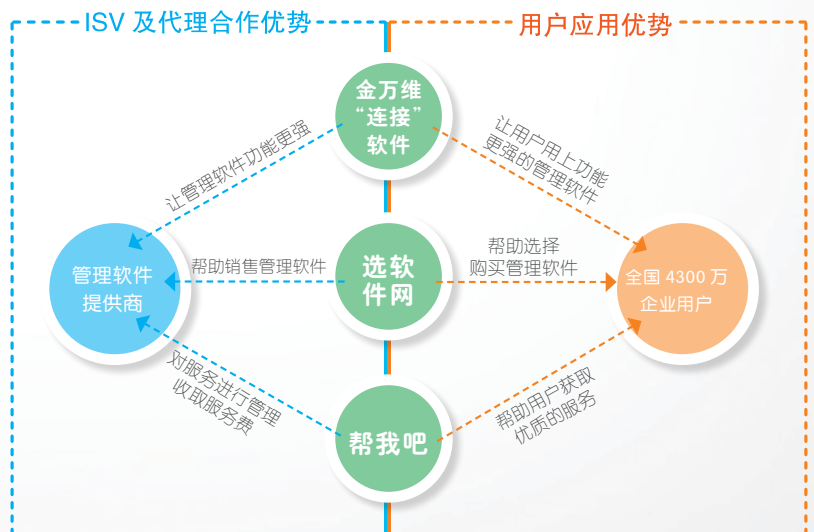 ISV 及代理合作优势
用户应用优势
金万维
“连接”
软件
让管理软件功能更强
让用户用上功能
更强的管理软件
管理软件
提供商
帮助销售管理软件
选软
件网
帮助选择
购买管理软件
全国 4300 万
企业用户
对服务进行管理
收取服务费
帮我吧
帮助用户获取
优质的服务